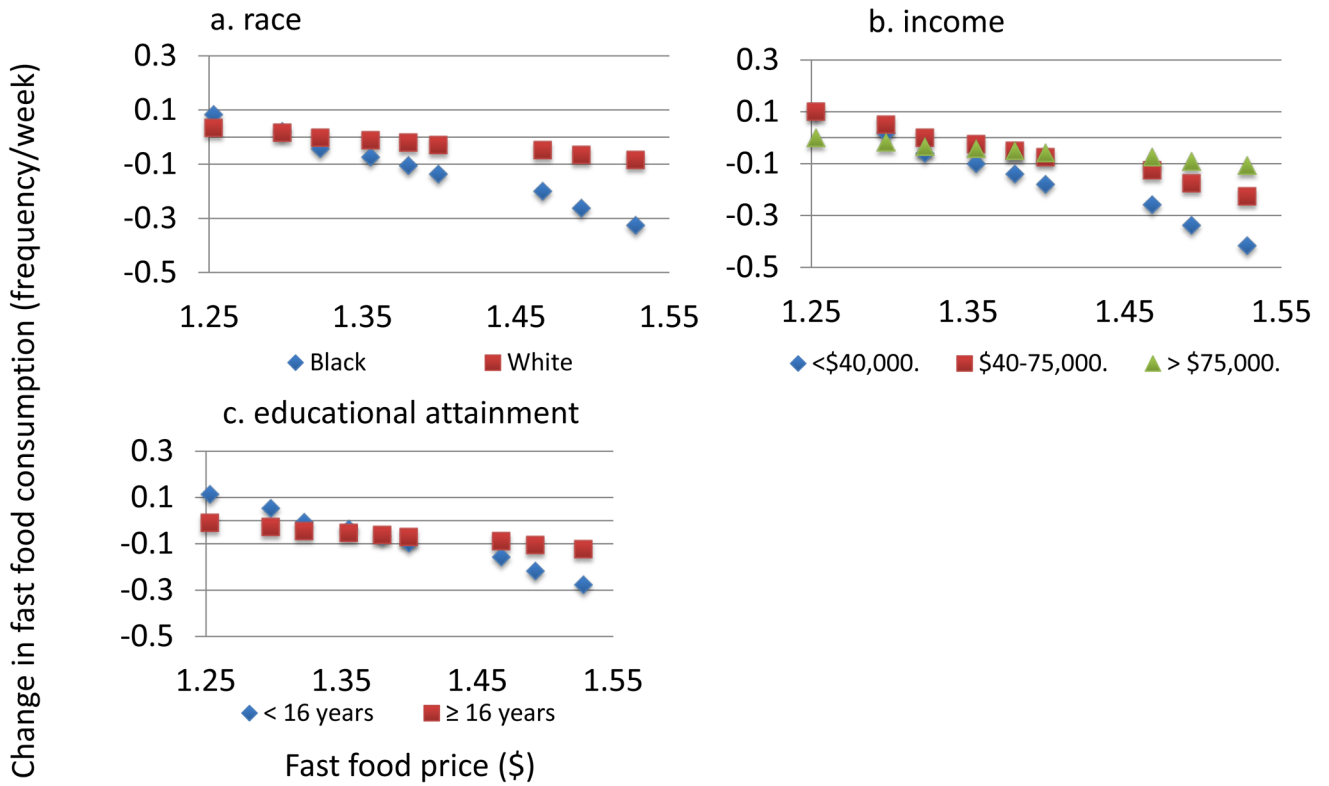 Change in fast food consumption (frequency/week)
a. race
0.3
0.1
-0.1
-0.3
-0.5
1.25 1.35 1.45 1.55
Black White
b. income
0.3
0.1
-0.1
-0.3
-0.5
1.25 1.35 1.45 1.55
<$40,000. $40-75,000. > $75,000.
c. educational attainment
0.3
0.1
-0.1
-0.3
-0.5
1.25 1.35 1.45 1.55
< 16 years ≥ 16 years
Fast food price ($)